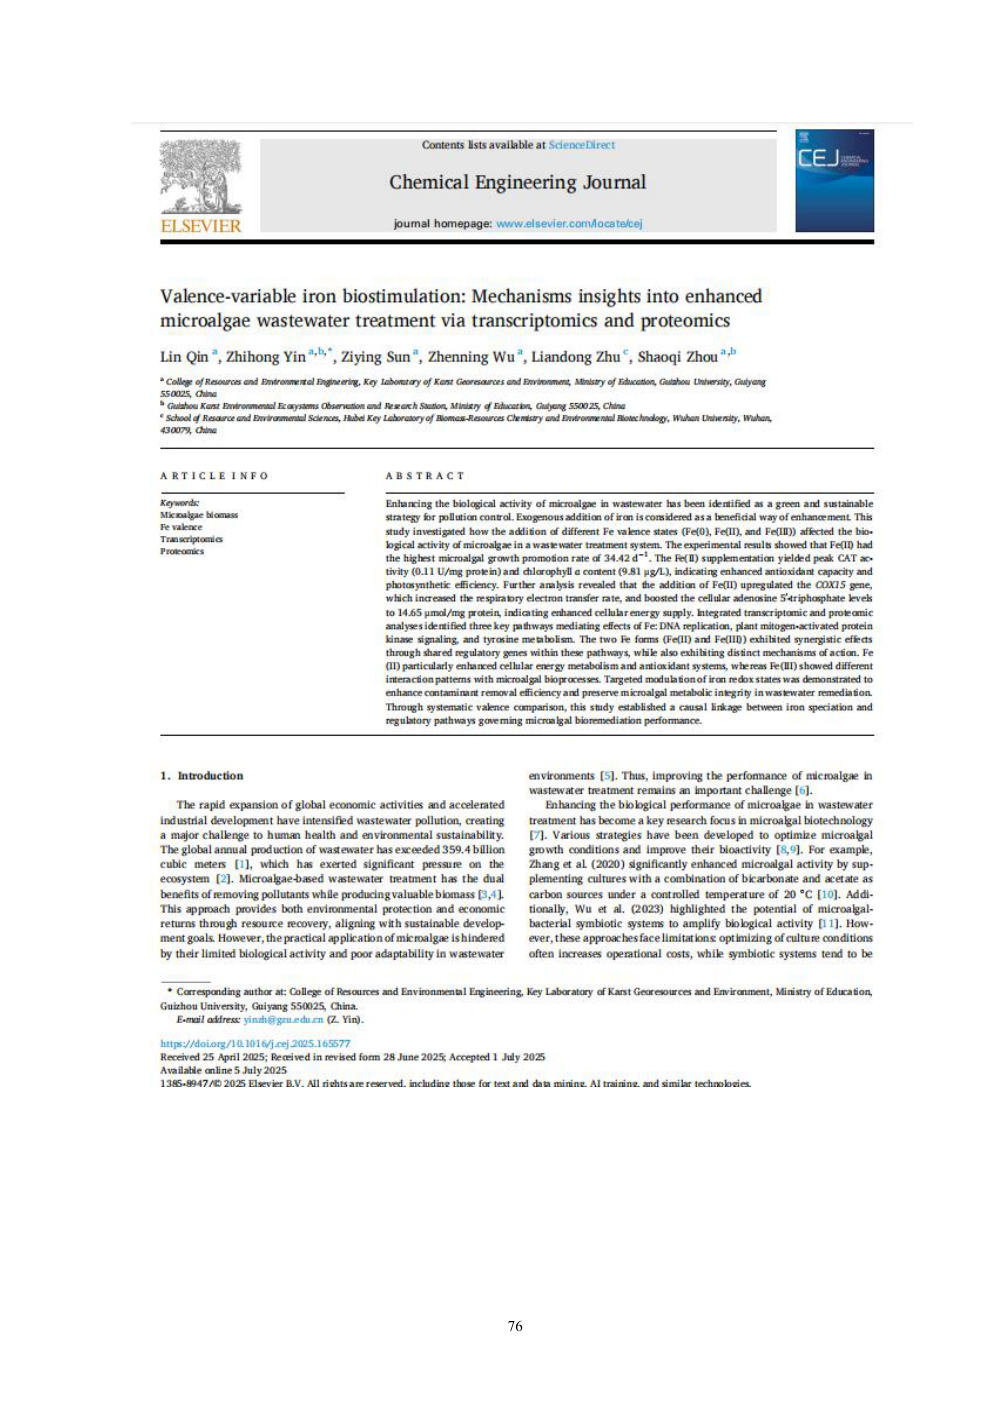 Contents lists available at ScienceDirect
Chemical Engineering Journal
journal homepage: www.elsevier.com/locate/cej
ELSEVIER
CEJ
CHEMICAL
ENGINEERING
JOURNAL
Valence-variable iron biostimulation: Mechanisms insights into enhanced
microalgae wastewater treatment via transcriptomics and proteomics
Lin Qin a, Zhihong Yin a,b,*, Ziying Sun a, Zhenning Wu a, Liandong Zhu c, Shaoqi Zhou a,b
a College of Resources and Environmental Engineering, Key Laboratory of Karst Georesources and Environment, Ministry of Education, Guizhou University, Guiyang
550025, China
b Guizhou Karst Environmental Ecosystems Observation and Research Station, Ministry of Education, Guiyang 550025, China
c School of Resource and Environmental Sciences, Hubei Key Laboratory of Biomass-Resources Chemistry and Environmental Biotechnology, Wuhan University, Wuhan,
430079, China
ARTICLE INFO
Keywords:
Microalgae biomass
Fe valence
Transcriptomics
Proteomics
ABSTRACT
Enhancing the biological activity of microalgae in wastewater has been identified as a green and sustainable
strategy for pollution control. Exogenous addition of iron is considered as a beneficial way of enhancement. This
study investigated how the addition of different Fe valence states (Fe(0), Fe(II), and Fe(III)) affected the bio-
logical activity of microalgae in a wastewater treatment system. The experimental results showed that Fe(II) had
the highest microalgal growth promotion rate of 34.42 d⁻¹. The Fe(II) supplementation yielded peak CAT ac-
tivity (0.11 U/mg protein) and chlorophyll a content (9.81 μg/L), indicating enhanced antioxidant capacity and
photosynthetic efficiency. Further analysis revealed that the addition of Fe(II) upregulated the COX15 gene,
which increased the respiratory electron transfer rate, and boosted the cellular adenosine 5′-triphosphate levels
to 14.65 μmol/mg protein, indicating enhanced cellular energy supply. Integrated transcriptomic and proteomic
analyses identified three key pathways mediating effects of Fe: DNA replication, plant mitogen-activated protein
kinase signaling, and tyrosine metabolism. The two Fe forms (Fe(II) and Fe(III)) exhibited synergistic effects
through shared regulatory genes within these pathways, while also exhibiting distinct mechanisms of action. Fe
(II) particularly enhanced cellular energy metabolism and antioxidant systems, whereas Fe(III) showed different
interaction patterns with microalgal bioprocesses. Targeted modulation of iron redox states was demonstrated to
enhance contaminant removal efficiency and preserve microalgal metabolic integrity in wastewater remediation.
Through systematic valence comparison, this study established a causal linkage between iron speciation and
regulatory pathways governing microalgal bioremediation performance.
1. Introduction
The rapid expansion of global economic activities and accelerated
industrial development have intensified wastewater pollution, creating
a major challenge to human health and environmental sustainability.
The global annual production of wastewater has exceeded 359.4 billion
cubic meters [1], which has exerted significant pressure on the
ecosystem [2]. Microalgae-based wastewater treatment has the dual
benefits of removing pollutants while producing valuable biomass [3,4].
This approach provides both environmental protection and economic
returns through resource recovery, aligning with sustainable develop-
ment goals. However, the practical application of microalgae is hindered
by their limited biological activity and poor adaptability in wastewater
environments [5]. Thus, improving the performance of microalgae in
wastewater treatment remains an important challenge [6].
Enhancing the biological performance of microalgae in wastewater
treatment has become a key research focus in microalgal biotechnology
[7]. Various strategies have been developed to optimize microalgal
growth conditions and improve their bioactivity [8,9]. For example,
Zhang et al. (2020) significantly enhanced microalgal activity by sup-
plementing cultures with a combination of bicarbonate and acetate as
carbon sources under a controlled temperature of 20 °C [10]. Addi-
tionally, Wu et al. (2023) highlighted the potential of microalgal-
bacterial symbiotic systems to amplify biological activity [11]. How-
ever, these approaches face limitations: optimizing of culture conditions
often increases operational costs, while symbiotic systems tend to be
* Corresponding author at: College of Resources and Environmental Engineering, Key Laboratory of Karst Georesources and Environment, Ministry of Education,
Guizhou University, Guiyang 550025, China.
E-mail address: yinzh@gzu.edu.cn (Z. Yin).
https://doi.org/10.1016/j.cej.2025.165577
Received 25 April 2025; Received in revised form 28 June 2025; Accepted 1 July 2025
Available online 5 July 2025
1385-8947/© 2025 Elsevier B.V. All rights are reserved, including those for text and data mining, AI training, and similar technologies.
76